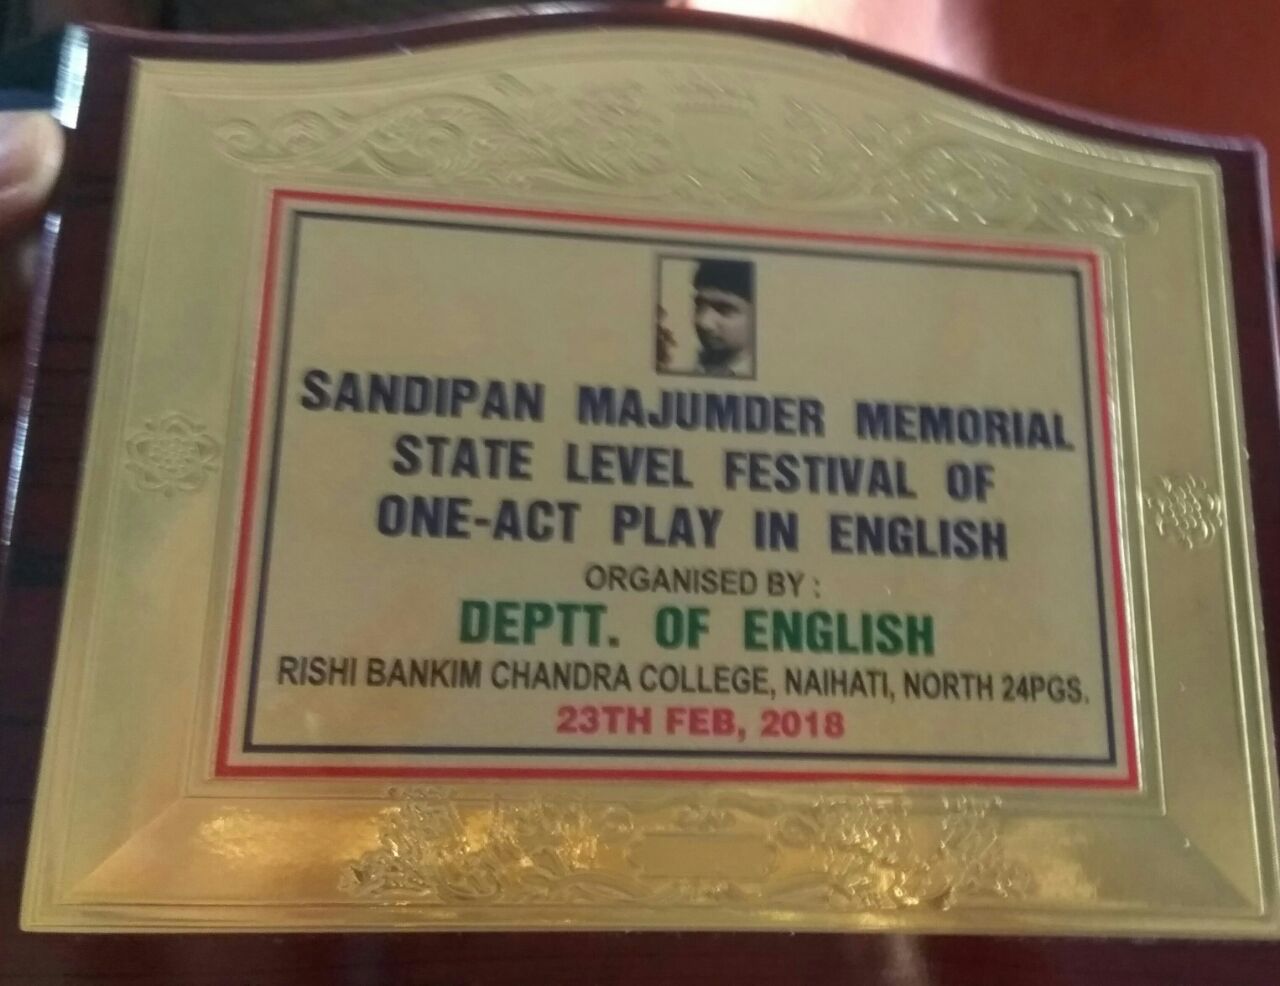 SANDIPAN MAJUMDER MEMORIAL
STATE LEVEL FESTIVAL OF
ONE-ACT PLAY IN ENGLISH
ORGANISED BY :
DEPTT. OF ENGLISH
RISHI BANKIM CHANDRA COLLEGE, NAIHATI, NORTH 24PGS.
23TH FEB, 2018